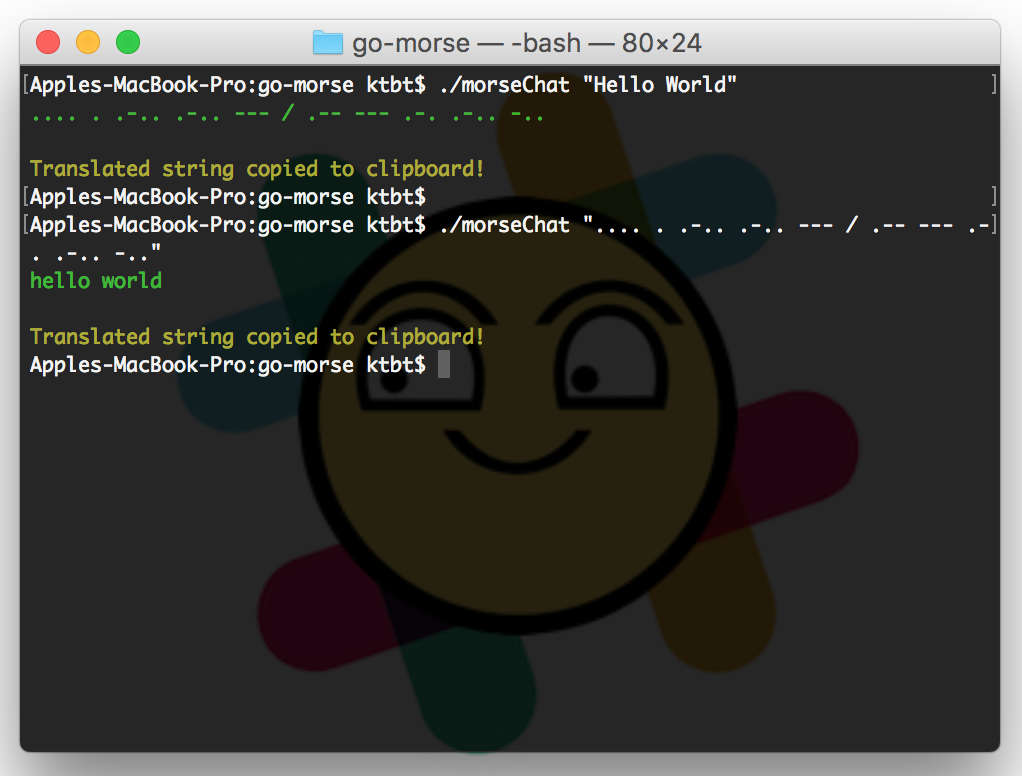 go-morse — -bash — 80×24
[Apples-MacBook-Pro:go-morse ktbt$ ./morseChat "Hello World" ]
.... . .-.. .-.. --- / .-- --- .-. .-.. -..
Translated string copied to clipboard!
[Apples-MacBook-Pro:go-morse ktbt$ ]
[Apples-MacBook-Pro:go-morse ktbt$ ./morseChat ".... . .-.. .-.. --- / .-- --- .-]
. .-.. -.."
hello world
Translated string copied to clipboard!
Apples-MacBook-Pro:go-morse ktbt$